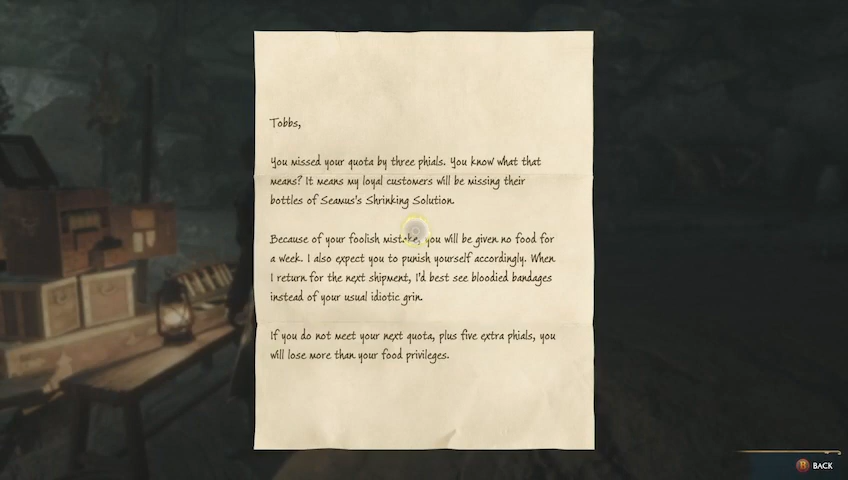 Tobbs,
You missed your quota by three phials. You know what that
means? It means my loyal customers will be missing their
bottles of Seamus's Shrinking Solution.
Because of your foolish mistake, you will be given no food for
a week. I also expect you to punish yourself accordingly. When
I return for the next shipment, I'd best see bloodied bandages
instead of your usual idiotic grin.
If you do not meet your next quota, plus five extra phials, you
will lose more than your food privileges.
B BACK